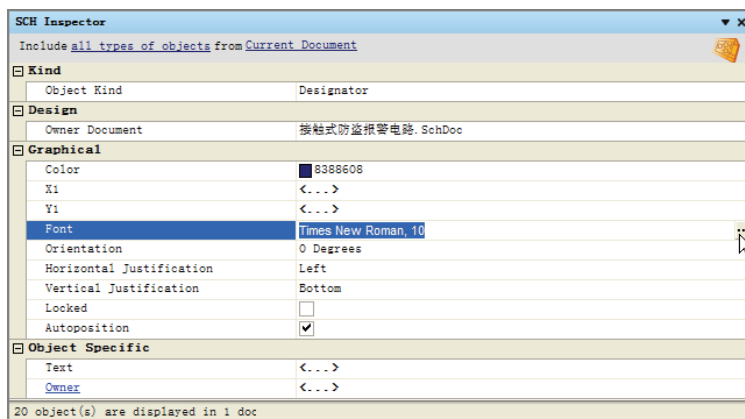 SCH Inspector
Include all types of objects from Current Document
Kind
Object Kind Designator
Design
Owner Document 接触式防盗报警电路.SchDoc
Graphical
Color 8388608
X1 <...>
Y1 <...>
Font Times New Roman, 10
Orientation 0 Degrees
Horizontal Justification Left
Vertical Justification Bottom
Locked
Autoposition
Object Specific
Text <...>
Owner <...>
20 object(s) are displayed in 1 doc